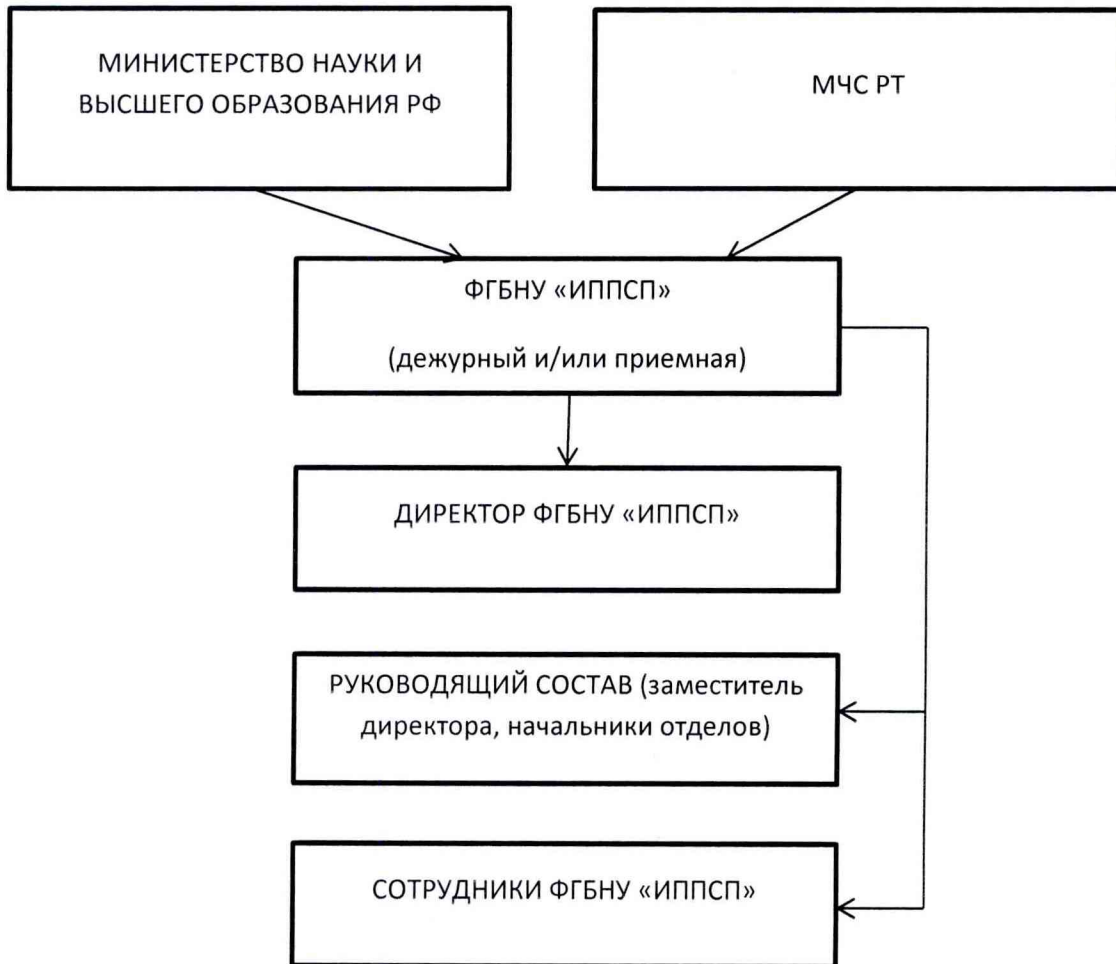 МИНИСТЕРСТВО НАУКИ И
ВЫСШЕГО ОБРАЗОВАНИЯ РФ
МЧС РТ
ФГБНУ «ИППСП»
(дежурный и/или приемная)
ДИРЕКТОР ФГБНУ «ИППСП»
РУКОВОДЯЩИЙ СОСТАВ (заместитель
директора, начальники отделов)
СОТРУДНИКИ ФГБНУ «ИППСП»